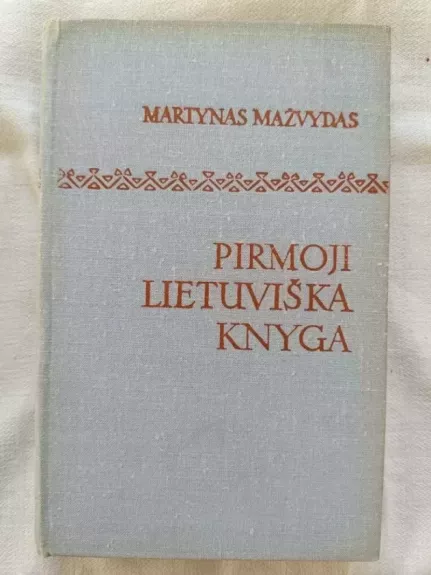 MARTYNAS MAŽVYDAS
PIRMOJI
LIETUVIŠKA
KNYGA